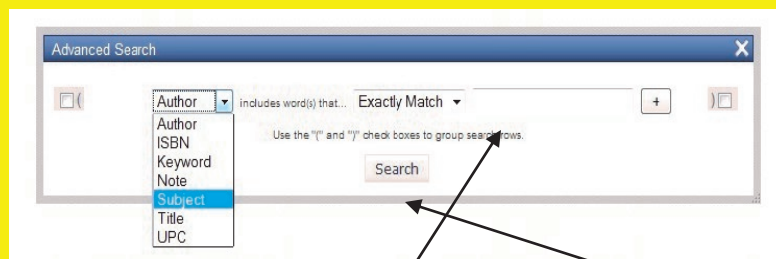 Advanced Search X
( Author includes word(s) that... Exactly Match + )
Author
ISBN
Keyword
Note
Subject
Title
UPC
Use the "(" and ")" check boxes to group search rows.
Search